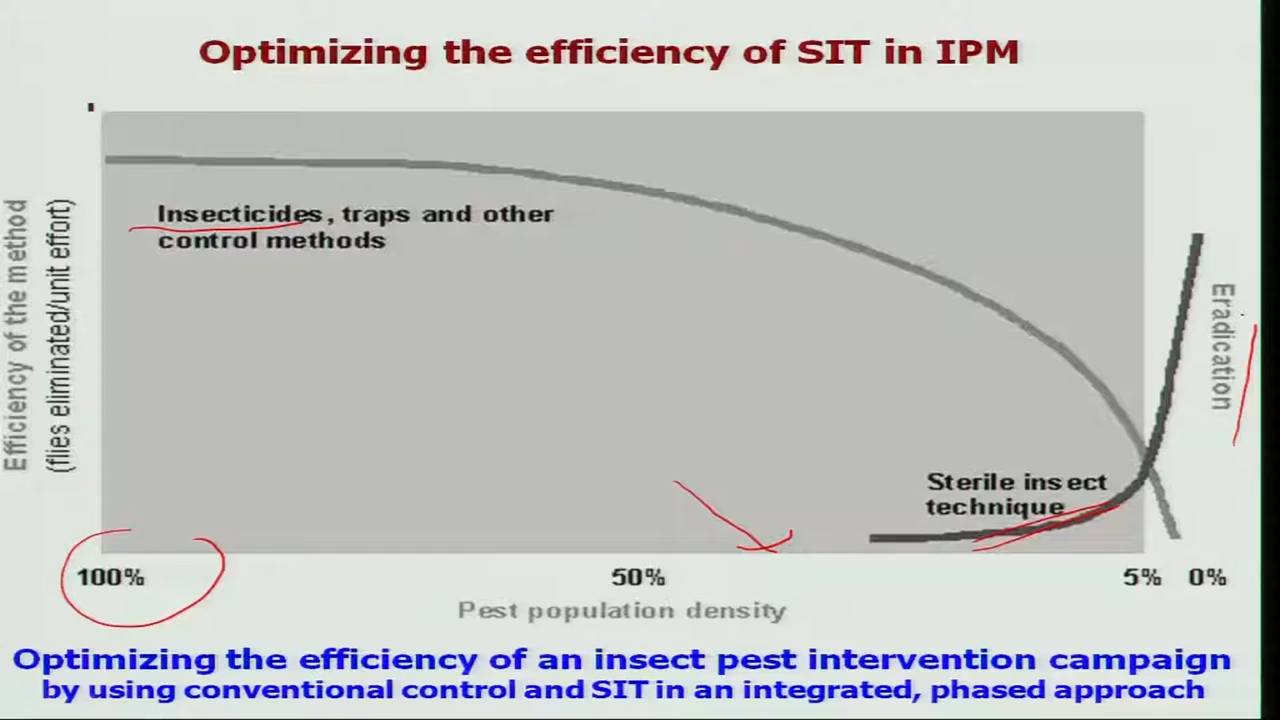 Optimizing the efficiency of SIT in IPM
Efficiency of the method
(flies eliminated/unit effort)
Insecticides, traps and other
control methods
Sterile insect
technique
Eradication
100%
50%
5%
0%
Pest population density
Optimizing the efficiency of an insect pest intervention campaign
by using conventional control and SIT in an integrated, phased approach